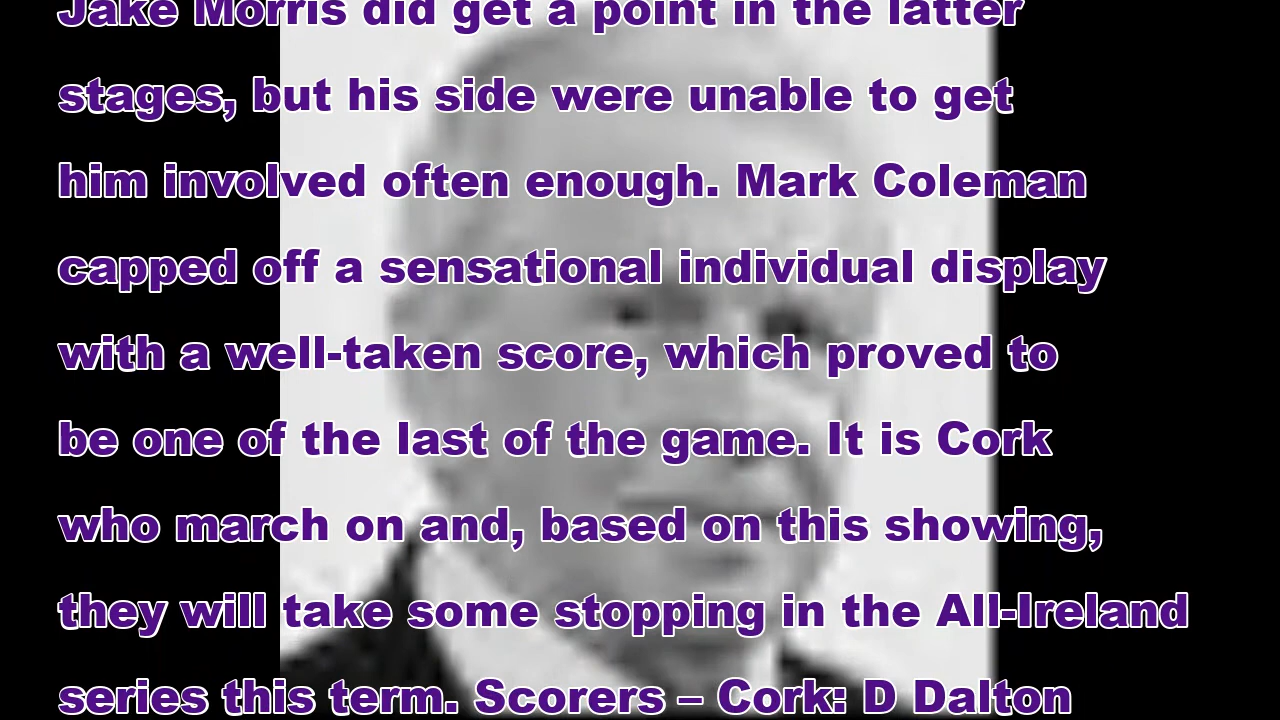 Jake Morris did get a point in the latter
stages, but his side were unable to get
him involved often enough. Mark Coleman
capped off a sensational individual display
with a well-taken score, which proved to
be one of the last of the game. It is Cork
who march on and, based on this showing,
they will take some stopping in the All-Ireland
series this term. Scorers – Cork: D Dalton